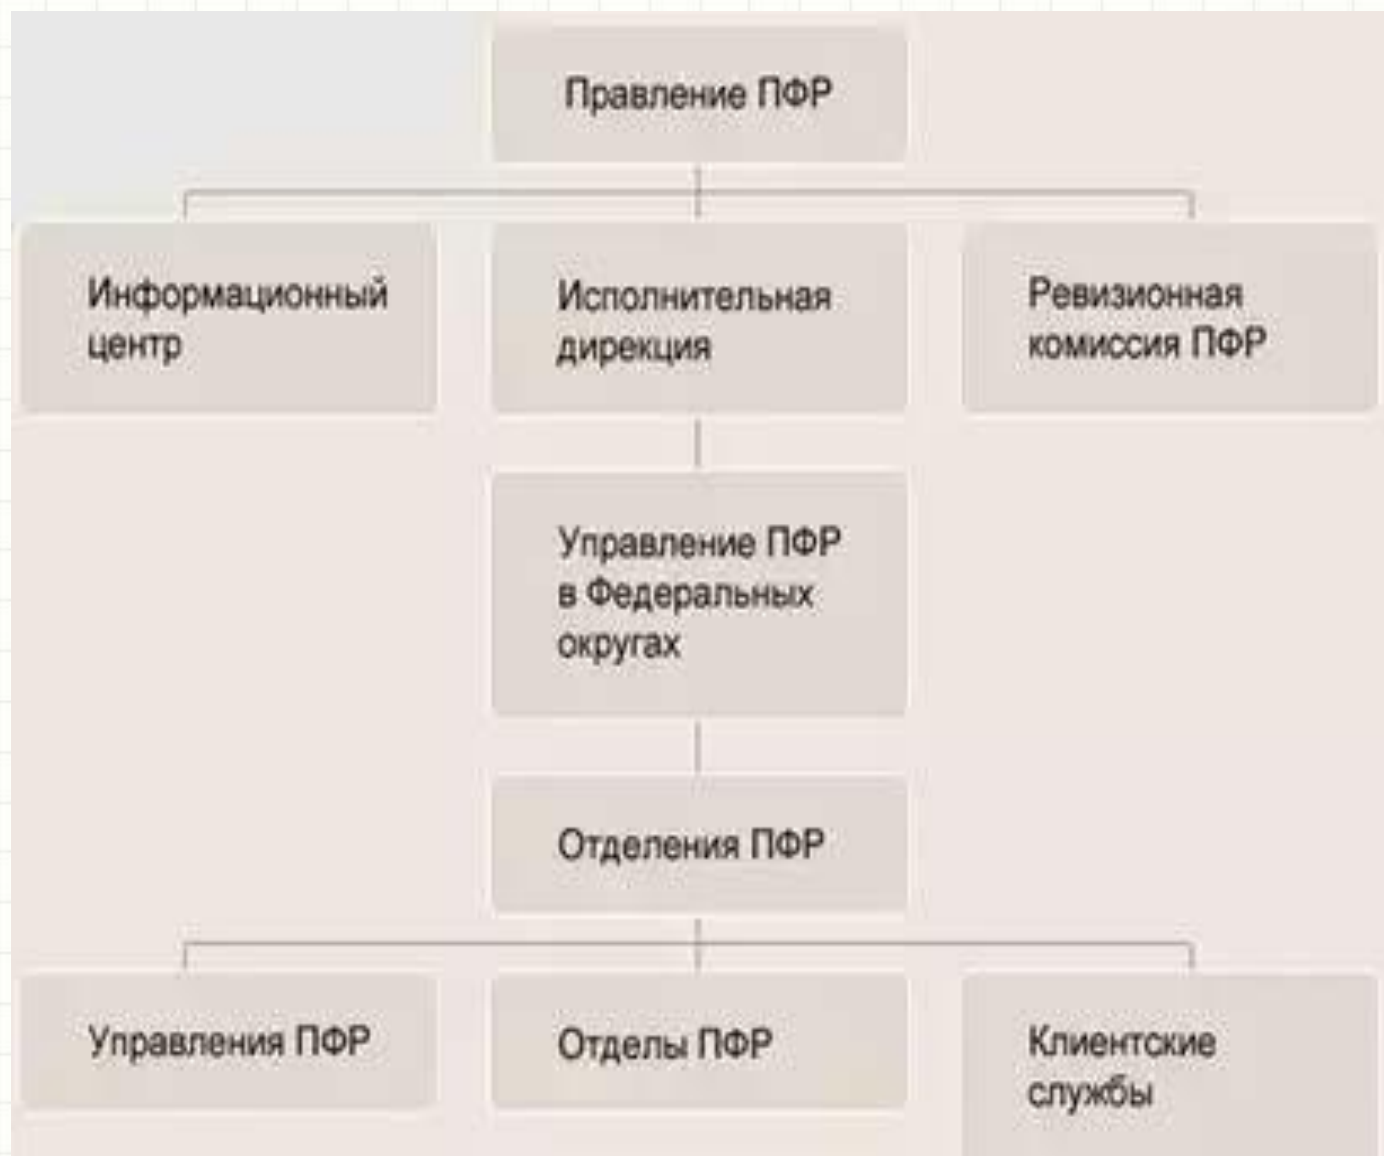 Правление ПФР
Информационный
центр
Исполнительная
дирекция
Ревизионная
комиссия ПФР
Управление ПФР
в Федеральных
округах
Отделения ПФР
Управления ПФР
Отделы ПФР
Клиентские
службы